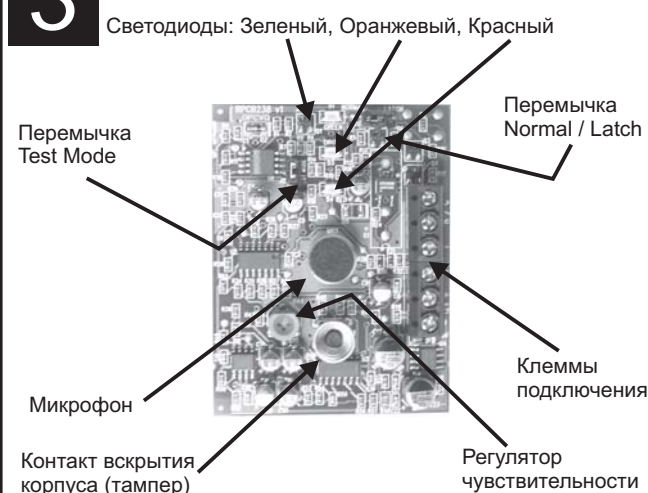 3
Светодиоды: Зеленый, Оранжевый, Красный
Перемычка
Test Mode
Перемычка
Normal / Latch
Микрофон
Клеммы
подключения
Контакт вскрытия
корпуса (тампер)
Регулятор
чувствительности